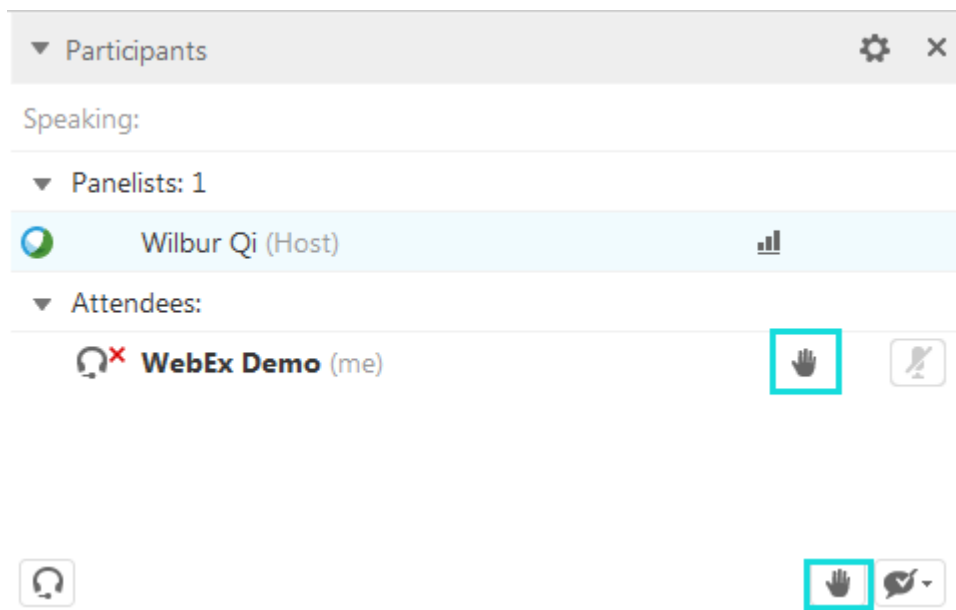 Participants
Speaking:
Panelists: 1
Wilbur Qi (Host)
Attendees:
WebEx Demo (me)